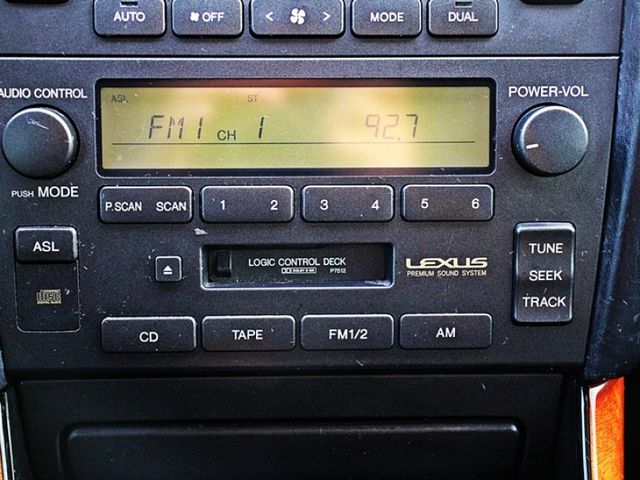 AUTO OFF < > MODE DUAL
AUDIO CONTROL POWER-VOL
ASL ST
FM1 CH 1 92.7
PUSH MODE
P.SCAN SCAN 1 2 3 4 5 6
ASL
LOGIC CONTROL DECK
DOLBY B NR P7512
LEXUS
PREMIUM SOUND SYSTEM
TUNE
SEEK
TRACK
CD TAPE FM1/2 AM